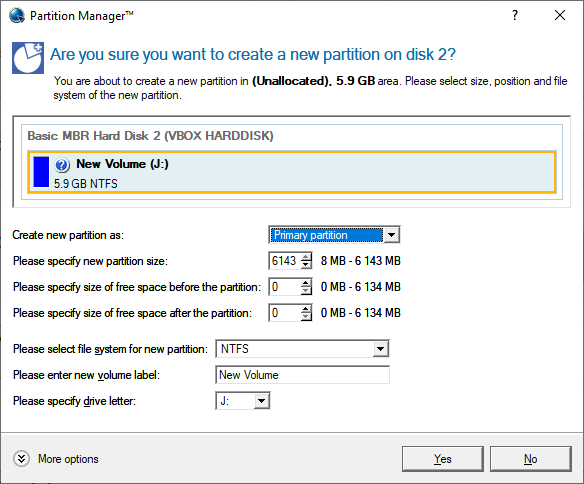 Partition Manager™
Are you sure you want to create a new partition on disk 2?
You are about to create a new partition in (Unallocated), 5.9 GB area. Please select size, position and file
system of the new partition.
Basic MBR Hard Disk 2 (VBOX HARDDISK)
New Volume (J:)
5.9 GB NTFS
Create new partition as: Primary partition
Please specify new partition size: 6143 8 MB - 6 143 MB
Please specify size of free space before the partition: 0 0 MB - 6 134 MB
Please specify size of free space after the partition: 0 0 MB - 6 134 MB
Please select file system for new partition: NTFS
Please enter new volume label: New Volume
Please specify drive letter: J:
More options Yes No